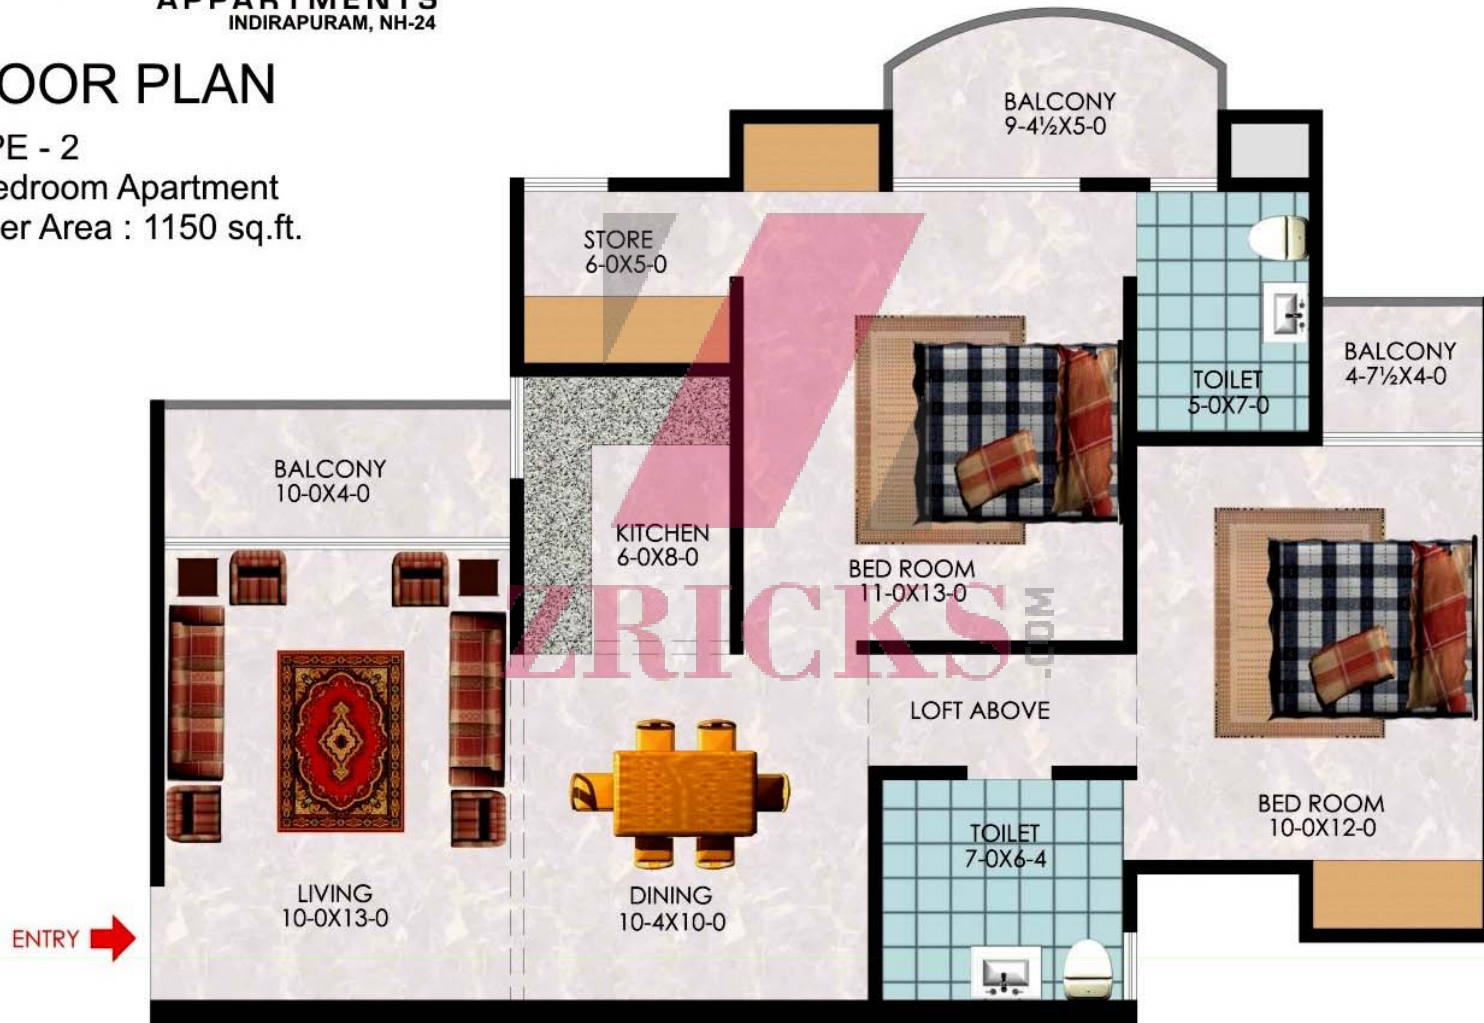 APPARTMENTS
INDIRAPURAM, NH-24
OOR PLAN
PE - 2
edroom Apartment
er Area : 1150 sq.ft.
BALCONY
9-4½X5-0
STORE
6-0X5-0
TOILET
5-0X7-0
BALCONY
4-7½X4-0
BALCONY
10-0X4-0
KITCHEN
6-0X8-0
BED ROOM
11-0X13-0
ZRICKS
.COM
LOFT ABOVE
BED ROOM
10-0X12-0
TOILET
7-0X6-4
LIVING
10-0X13-0
DINING
10-4X10-0
ENTRY